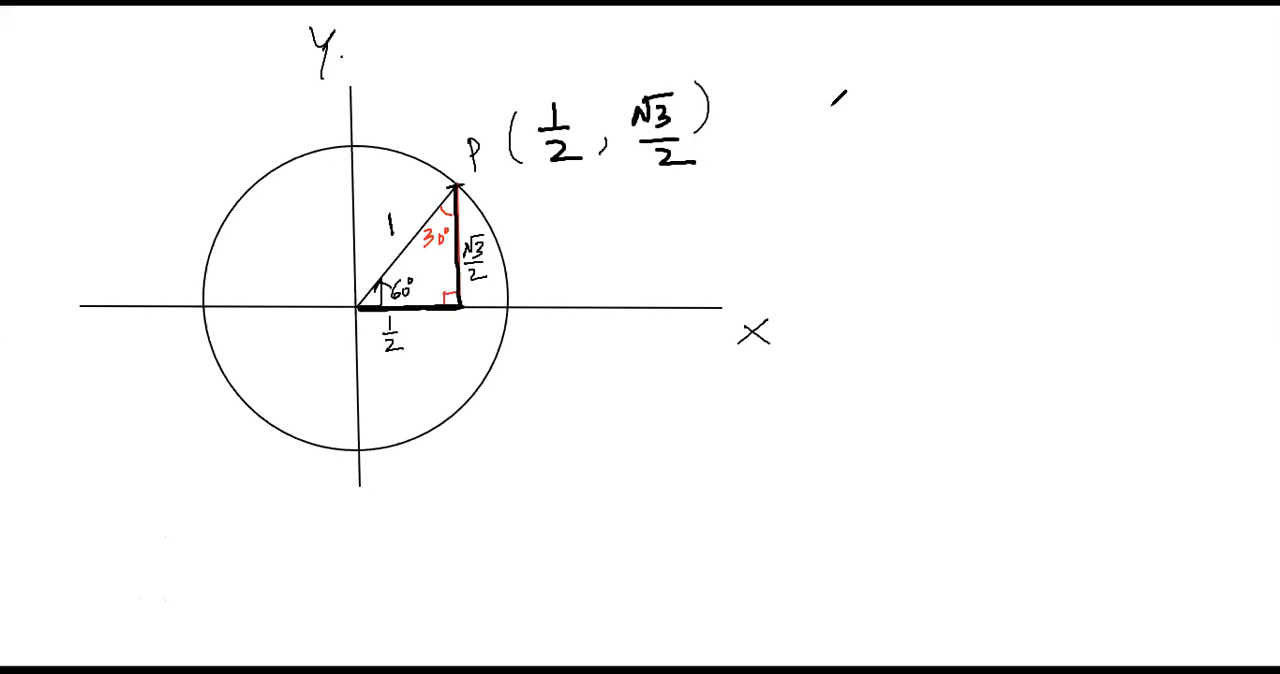 Y.
P ( 1/2 , √3/2 )
1
30°
√3/2
60°
1/2
X